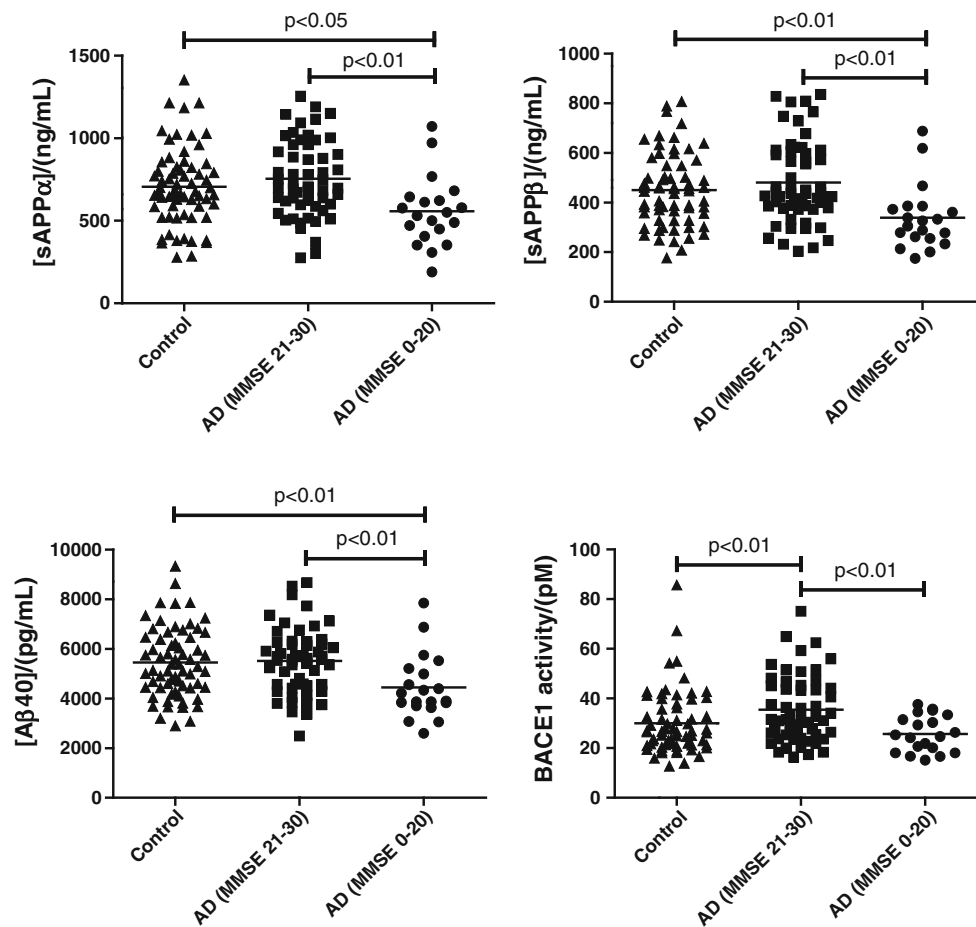 p<0.05
p<0.01
[sAPPα]/(ng/mL)
1500
1000
500
0
Control
AD (MMSE 21-30)
AD (MMSE 0-20)
p<0.01
p<0.01
[sAPPβ]/(ng/mL)
1000
800
600
400
200
0
Control
AD (MMSE 21-30)
AD (MMSE 0-20)
p<0.01
p<0.01
[Aβ40]/(pg/mL)
10000
8000
6000
4000
2000
0
Control
AD (MMSE 21-30)
AD (MMSE 0-20)
p<0.01
p<0.01
BACE1 activity/(pM)
100
80
60
40
20
0
Control
AD (MMSE 21-30)
AD (MMSE 0-20)